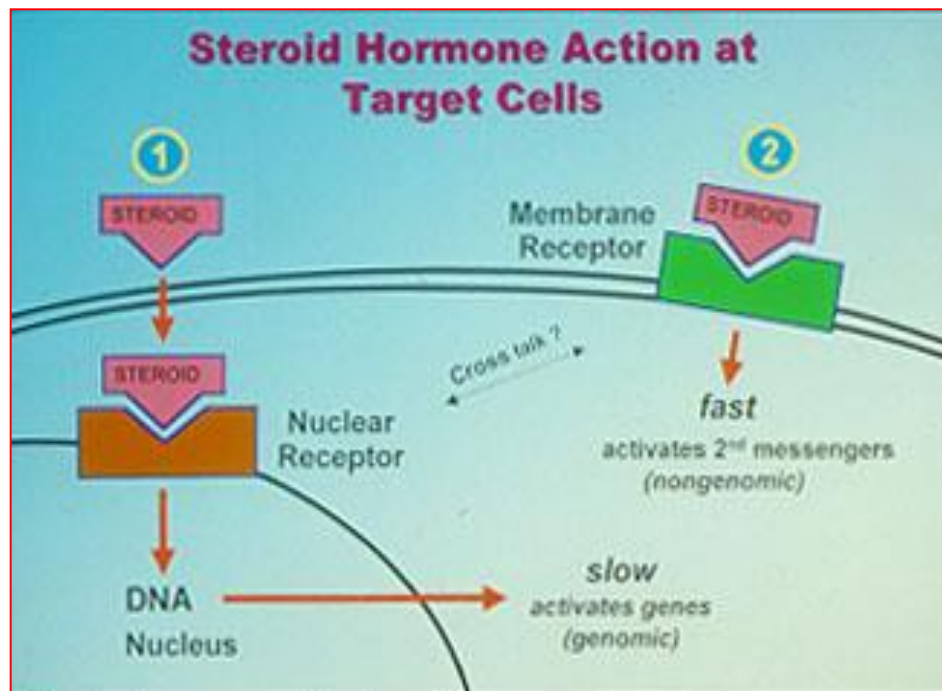 Steroid Hormone Action at
Target Cells
1
STEROID
STEROID
Nuclear
Receptor
DNA
Nucleus
slow
activates genes
(genomic)
Cross talk ?
2
STEROID
Membrane
Receptor
fast
activates 2nd messengers
(nongenomic)